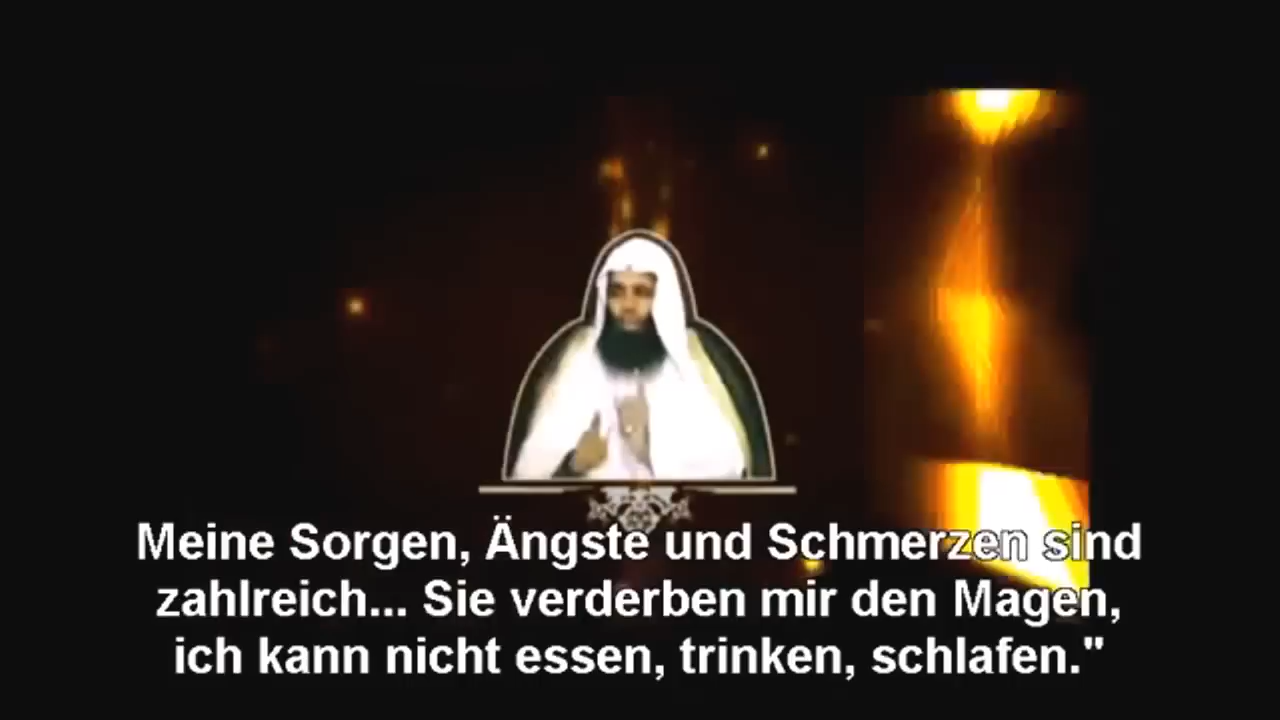 Meine Sorgen, Ängste und Schmerzen sind
zahlreich... Sie verderben mir den Magen,
ich kann nicht essen, trinken, schlafen."